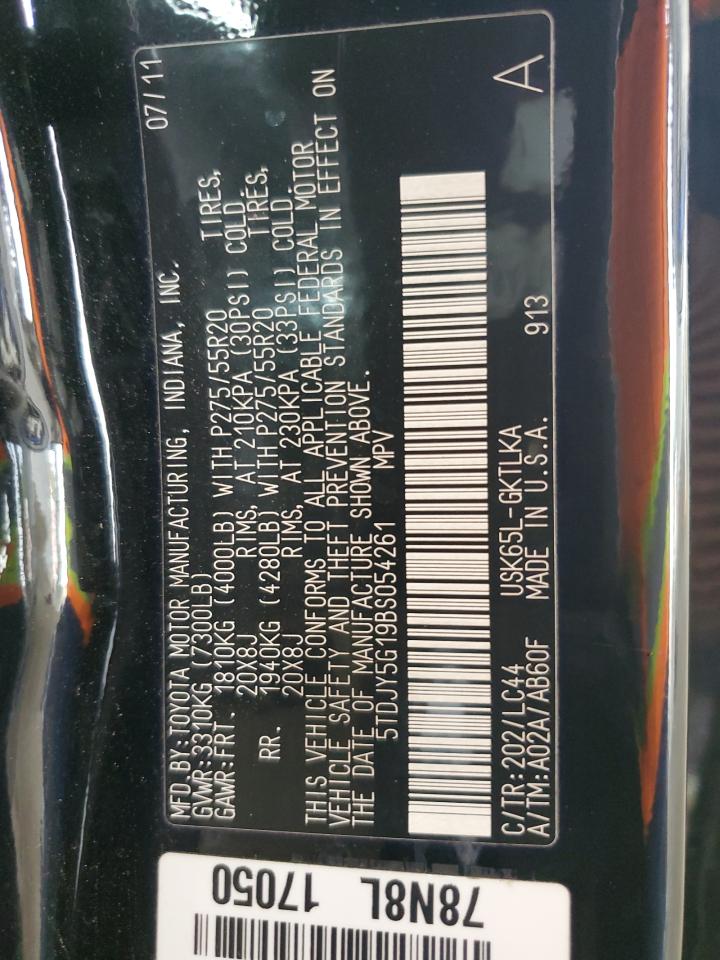 07/11
MFD BY: TOYOTA MOTOR MANUFACTURING, INDIANA, INC.
GVWR: 3310KG (7300LB)
GAWR: FRT. 1810KG (4000LB) WITH P275/55R20 TIRES,
20X8J RIMS, AT 210KPA (30PSI) COLD.
RR. 1940KG (4280LB) WITH P275/55R20 TIRES,
20X8J RIMS, AT 230KPA (33PSI) COLD.
THIS VEHICLE CONFORMS TO ALL APPLICABLE FEDERAL MOTOR
VEHICLE SAFETY AND THEFT PREVENTION STANDARDS IN EFFECT ON
THE DATE OF MANUFACTURE SHOWN ABOVE.
5TDJY5G19BS054261 MPV
C/TR: 202/LC44 USK65L-GKTLKA A
A/TM: A02A/AB60F MADE IN U.S.A. 913
78N8L
17050